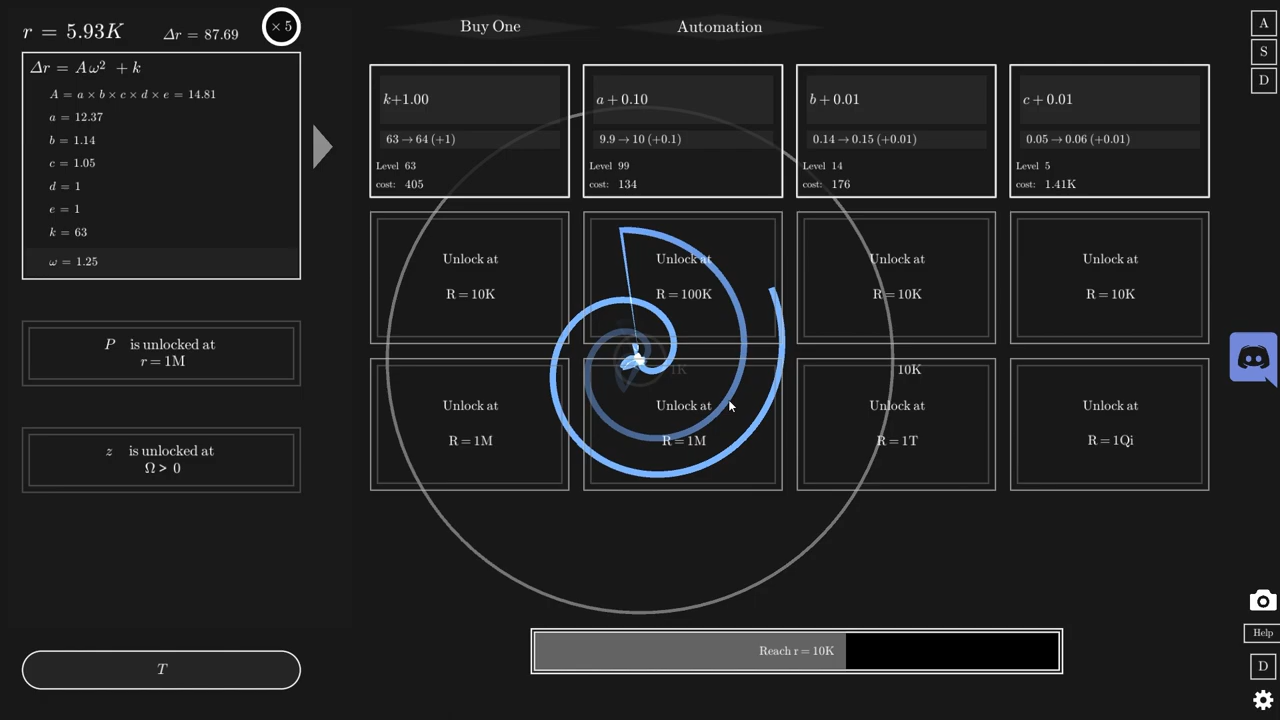 r = 5.93K
Δr = 87.69
× 5
Δr = Aω² + k
A = a × b × c × d × e = 14.81
a = 12.37
b = 1.14
c = 1.05
d = 1
e = 1
k = 63
ω = 1.25
P is unlocked at
r = 1M
z is unlocked at
Ω > 0
T
Buy One
Automation
k+1.00
63 → 64 (+1)
Level 63
cost: 405
a + 0.10
9.9 → 10 (+0.1)
Level 99
cost: 134
b + 0.01
0.14 → 0.15 (+0.01)
Level 14
cost: 176
c + 0.01
0.05 → 0.06 (+0.01)
Level 5
cost: 1.41K
Unlock at
R = 10K
Unlock at
R = 100K
Unlock at
R = 10K
Unlock at
R = 10K
1K
10K
Unlock at
R = 1M
Unlock at
R = 1M
Unlock at
R = 1T
Unlock at
R = 1Qi
Reach r = 10K
A
S
D
Help
D